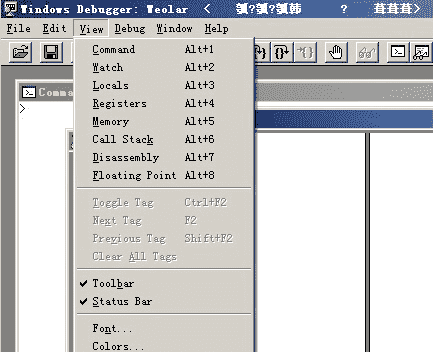 Windows Debugger: Weolar <
File Edit View Debug Window Help
Comma
>
Command Alt+1
Watch Alt+2
Locals Alt+3
Registers Alt+4
Memory Alt+5
Call Stack Alt+6
Disassembly Alt+7
Floating Point Alt+8
Toggle Tag Ctrl+F2
Next Tag F2
Previous Tag Shift+F2
Clear All Tags
Toolbar
Status Bar
Font...
Colors...